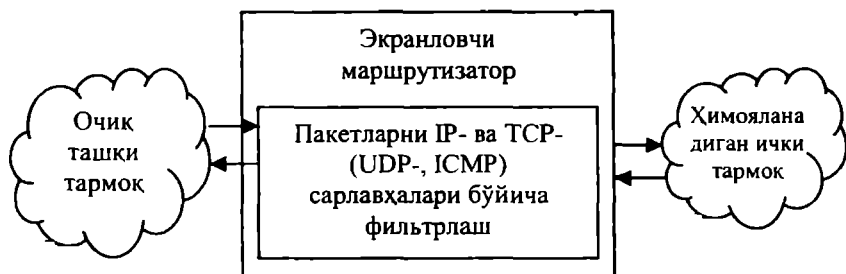 Экранловчи
маршрутизатор
Очиқ
ташқи
тармоқ
Пакетларни IP- ва TCP-
(UDP-, ICMP)
сарлавҳалари бўйича
фильтрлаш
Ҳимоялана
диган ички
тармоқ